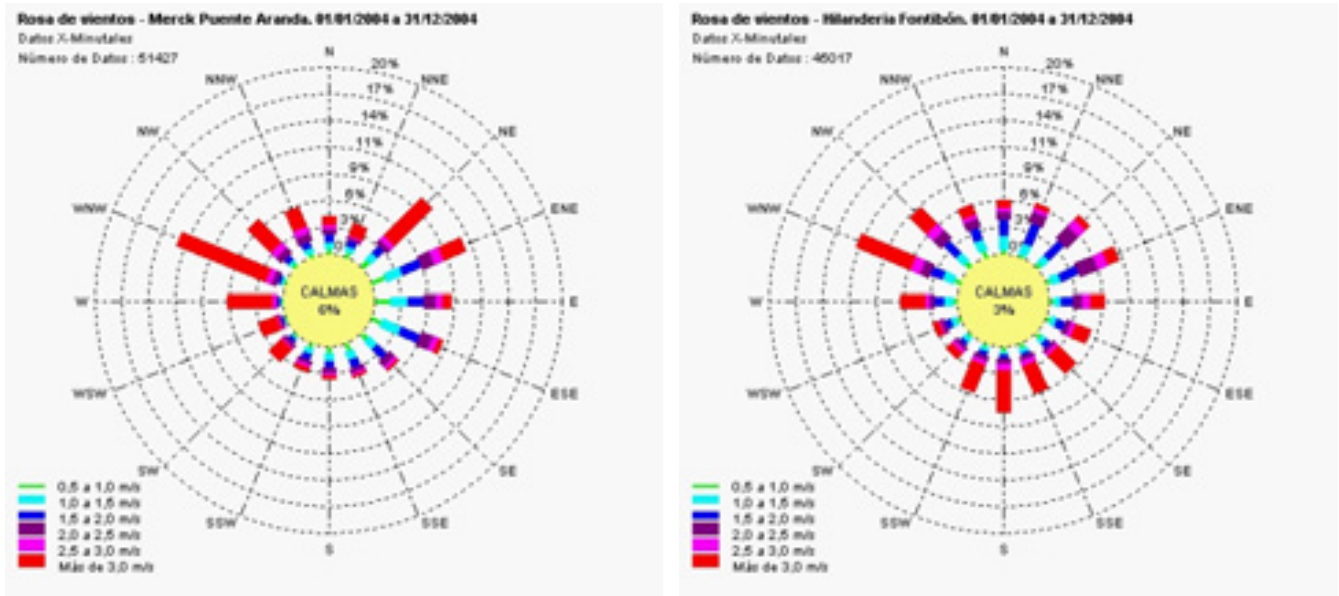 Rosa de vientos - Merck Puente Aranda. 01/01/2004 a 31/12/2004
Datos X-Minutales
Número de Datos : 51427
N
NNE
NE
ENE
E
ESE
SE
SSE
S
SSW
SW
WSW
W
WNW
NW
NNW
20%
17%
14%
11%
9%
6%
3%
0
CALMAS
6%
0,5 a 1,0 m/s
1,0 a 1,5 m/s
1,5 a 2,0 m/s
2,0 a 2,5 m/s
2,5 a 3,0 m/s
Más de 3,0 m/s
Rosa de vientos - Hilanderia Fontibón. 01/01/2004 a 31/12/2004
Datos X-Minutales
Número de Datos : 46017
N
NNE
NE
ENE
E
ESE
SE
SSE
S
SSW
SW
WSW
W
WNW
NW
NNW
20%
17%
14%
11%
9%
6%
3%
0
CALMAS
3%
0,5 a 1,0 m/s
1,0 a 1,5 m/s
1,5 a 2,0 m/s
2,0 a 2,5 m/s
2,5 a 3,0 m/s
Más de 3,0 m/s